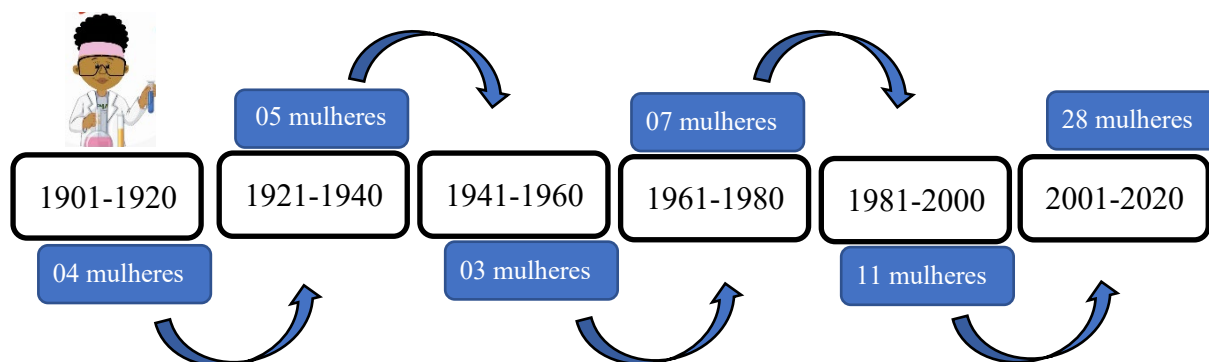 05 mulheres
07 mulheres
28 mulheres
1901-1920
1921-1940
1941-1960
1961-1980
1981-2000
2001-2020
04 mulheres
03 mulheres
11 mulheres